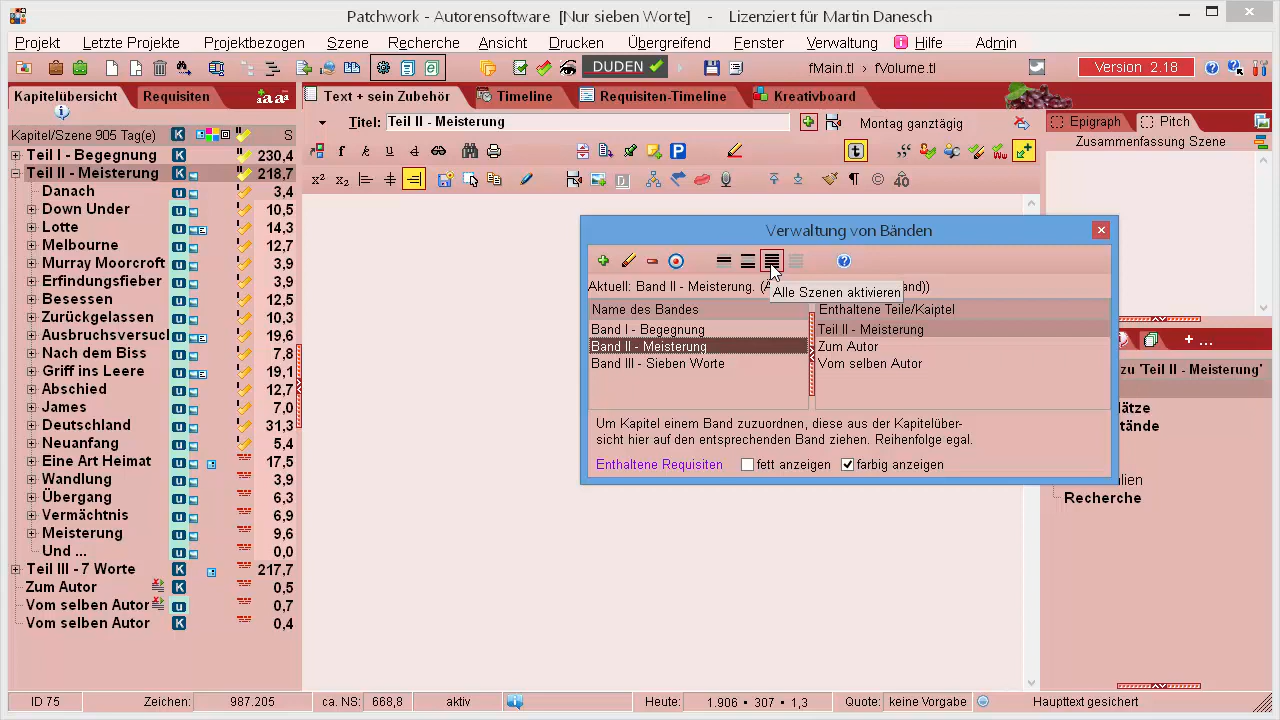 Patchwork - Autorensoftware [Nur sieben Worte] - Lizenziert für Martin Danesch
Projekt Letzte Projekte Projektbezogen Szene Recherche Ansicht Drucken Übergreifend Fenster Verwaltung Hilfe Admin
DUDEN fMain.tl › fVolume.tl Version 2.18
Kapitelübersicht Requisiten Text + sein Zubehör Timeline Requisiten-Timeline Kreativboard
Titel: Teil II - Meisterung Montag ganztägig Epigraph Pitch
Kapitel/Szene 905 Tag(e) K S
Zusammenfassung Szene
Teil I - Begegnung K 230,4
Teil II - Meisterung K 218,7
Danach u 3,4
Down Under u 10,5
Lotte u 14,3
Melbourne u 12,7
Murray Moorcroft u 3,9
Erfindungsfieber u 3,9
Besessen u 12,5
Zurückgelassen u 10,3
Ausbruchsversuch u 19,6
Nach dem Biss u 7,8
Griff ins Leere u 19,1
Abschied u 12,7
James u 7,0
Deutschland u 31,3
Neuanfang u 5,4
Eine Art Heimat u 17,5
Wandlung u 3,9
Übergang u 6,3
Vermächtnis u 6,9
Meisterung u 9,6
Und ... u 0,0
Teil III - 7 Worte K 217,7
Zum Autor K 0,5
Vom selben Autor u 0,7
Vom selben Autor K 0,4
Verwaltung von Bänden
Aktuell: Band II - Meisterung. (
and))
Alle Szenen aktivieren
Name des Bandes Enthaltene Teile/Kaiptel
Band I - Begegnung Teil II - Meisterung
Band II - Meisterung Zum Autor
Band III - Sieben Worte Vom selben Autor
Um Kapitel einem Band zuzuordnen, diese aus der Kapitelüber-
sicht hier auf den entsprechenden Band ziehen. Reihenfolge egal.
Enthaltene Requisiten fett anzeigen farbig anzeigen
+ ...
zu 'Teil II - Meisterung'
ätze
tände
ilien
Recherche
ID 75 Zeichen: 987.205 ca. NS: 668,8 aktiv Heute: 1.906 • 307 • 1,3 Quote: keine Vorgabe Haupttext gesichert